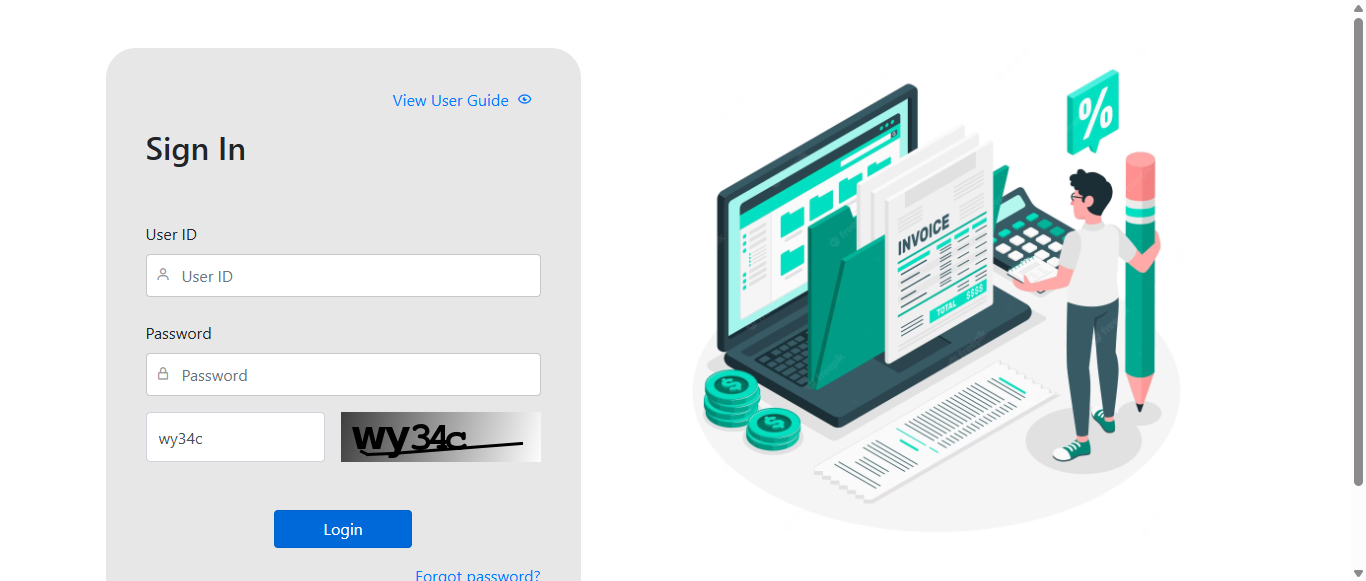 View User Guide
Sign In
User ID
User ID
Password
Password
wy34c
wy34c
Login
Forgot password?
%
INVOICE
TOTAL $$$$
$
$